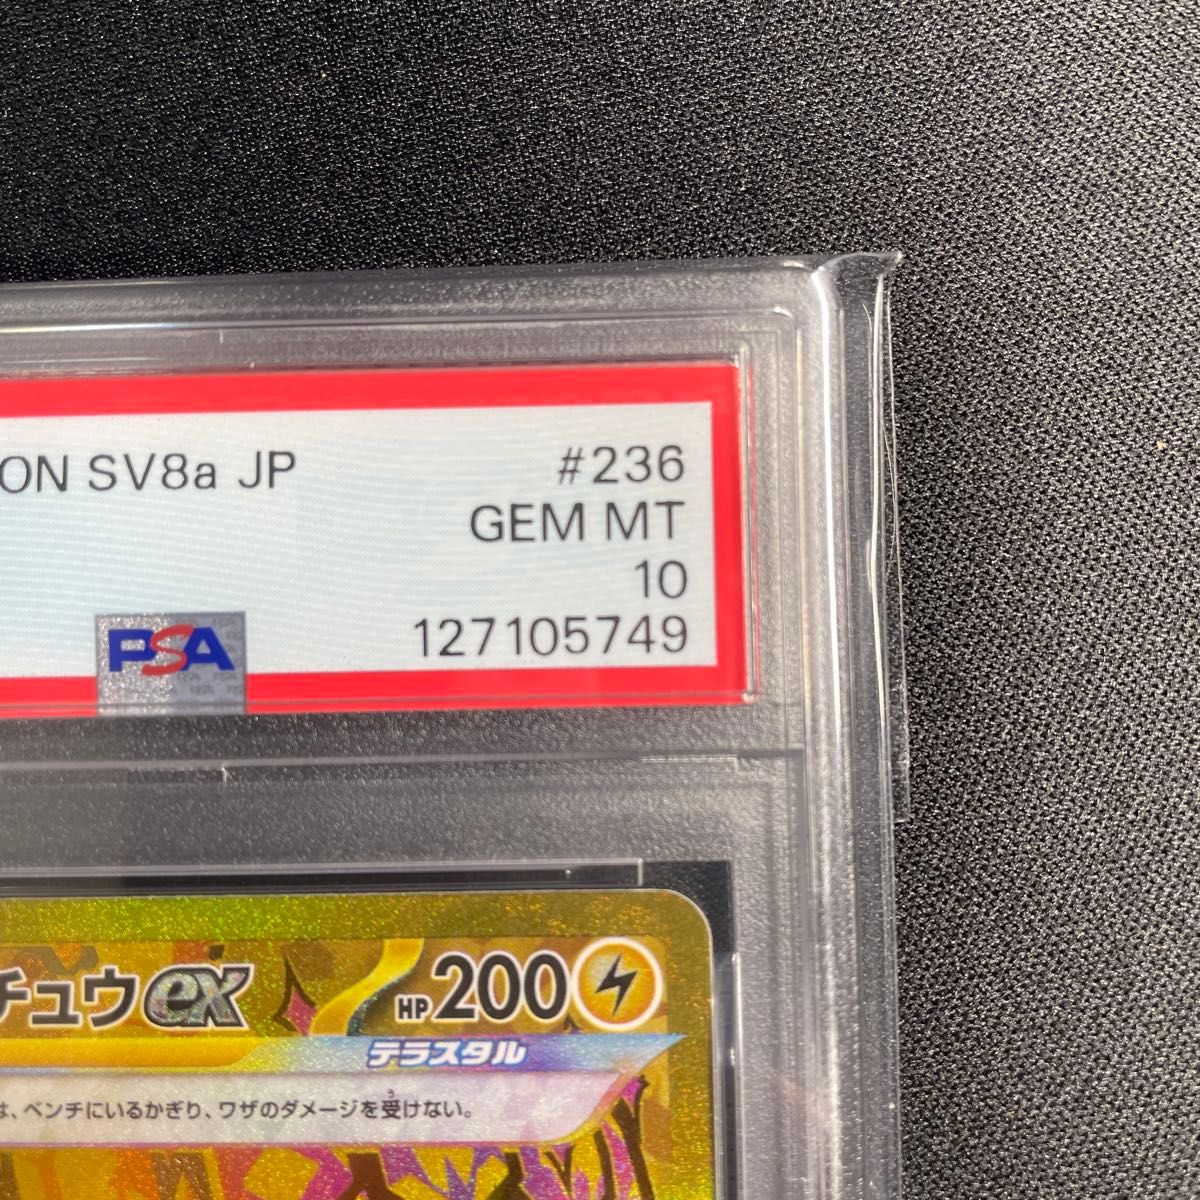 ON SV8a JP #236
GEM MT
10
PSA 127105749
チュウex HP200
テラスタル
は、ベンチにいるかぎり、ワザのダメージを受けない。